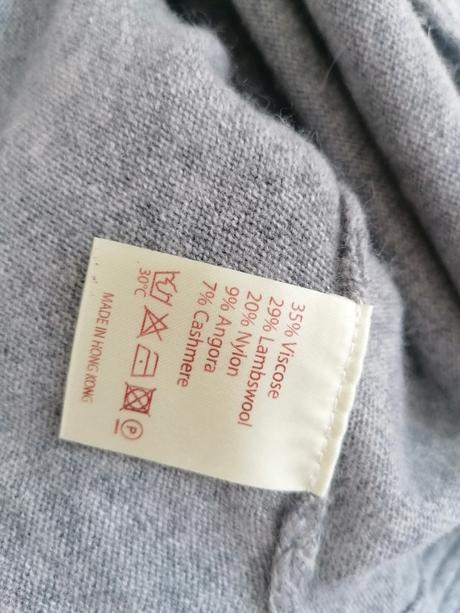 35% Viscose
29% Lambswool
20% Nylon
9% Angora
7% Cashmere
30°C
P
MADE IN HONG KONG